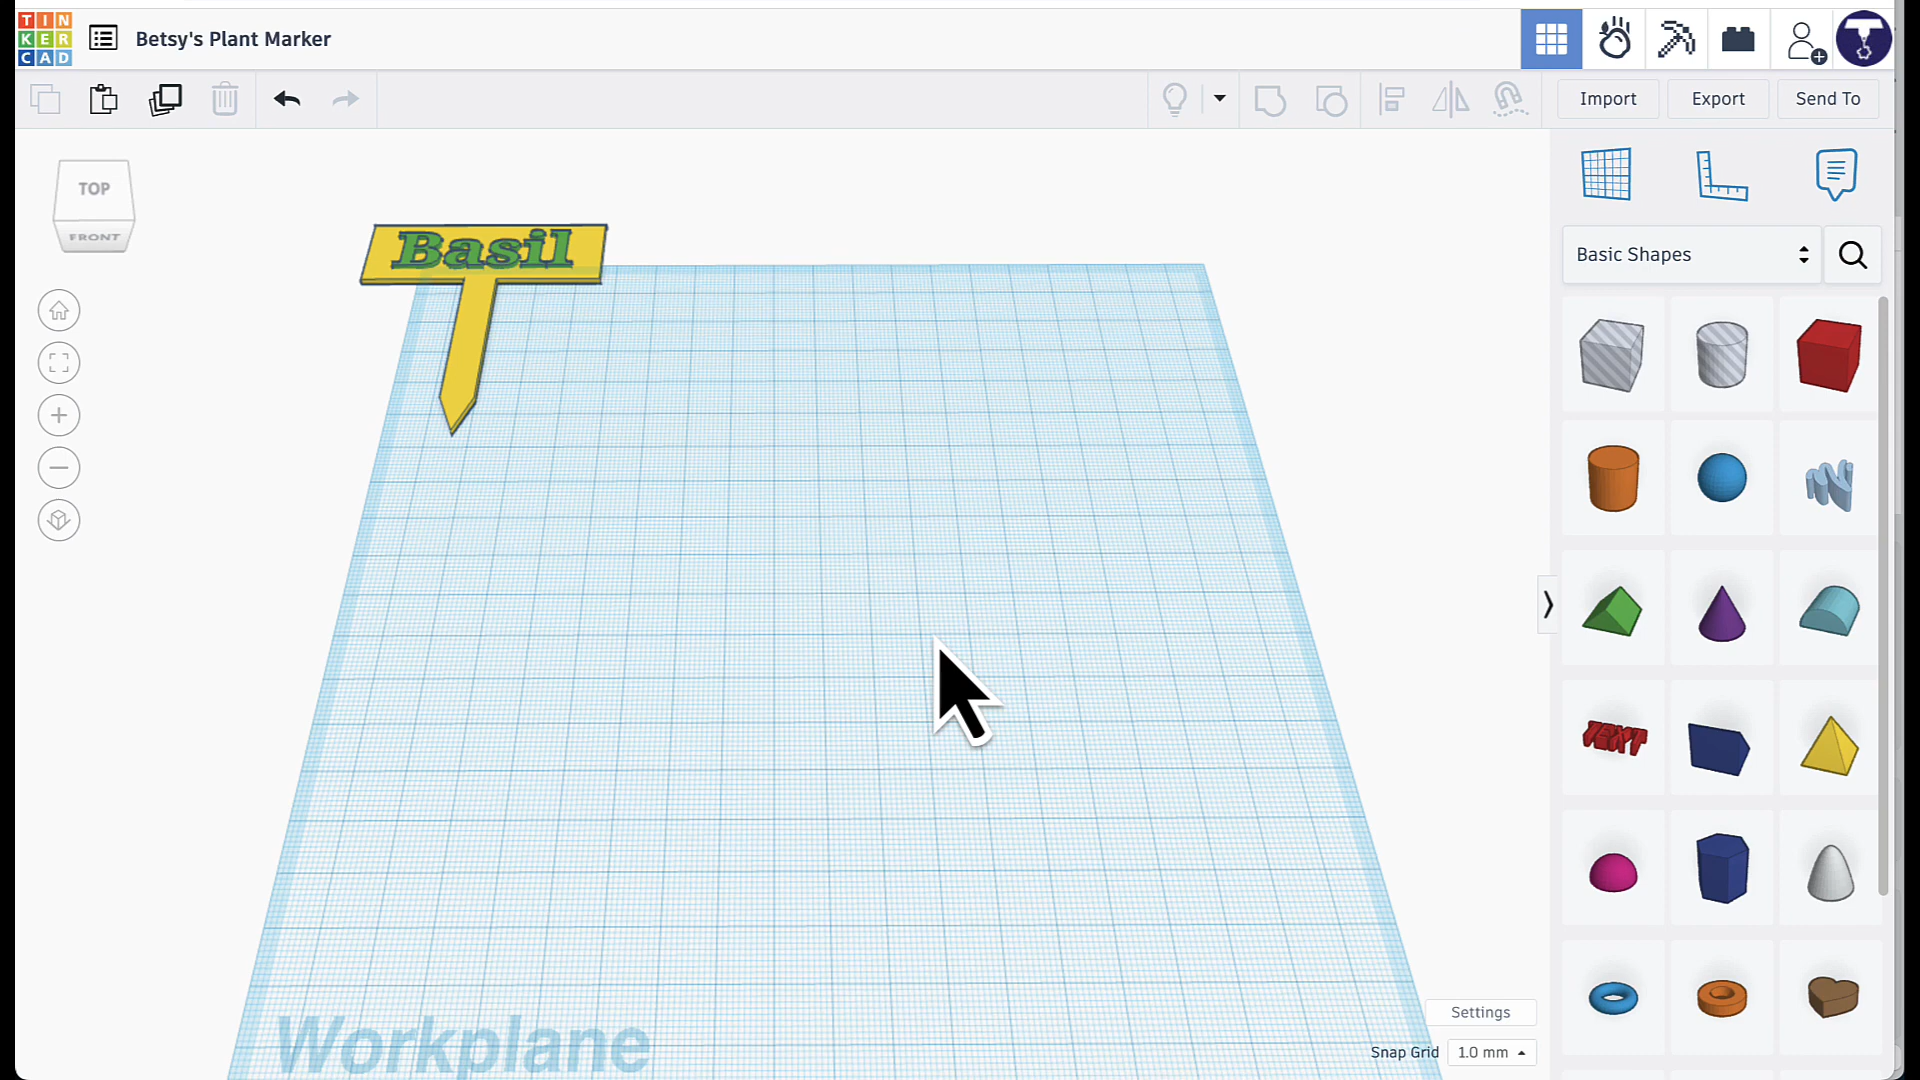 TIN
KER
CAD
Betsy's Plant Marker
Import
Export
Send To
TOP
FRONT
Basil
Basic Shapes
TEXT
Settings
Workplane
Snap Grid
1.0 mm